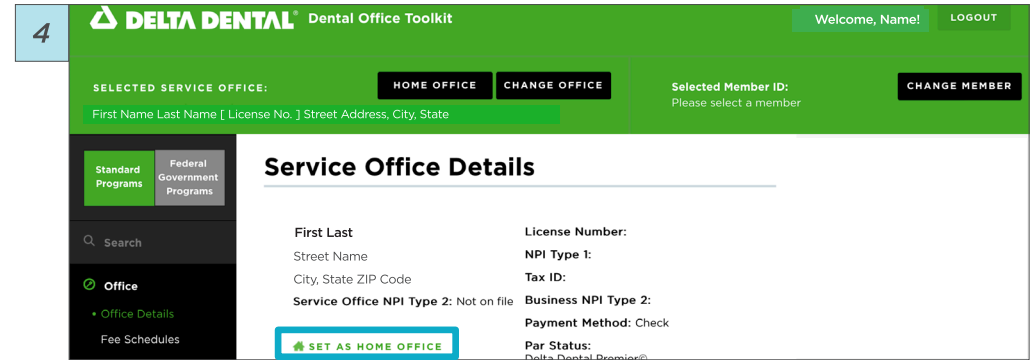 4
DELTA DENTAL® Dental Office Toolkit
Welcome, Name!
LOGOUT
SELECTED SERVICE OFFICE:
HOME OFFICE
CHANGE OFFICE
First Name Last Name [ License No. ] Street Address, City, State
Selected Member ID:
Please select a member
CHANGE MEMBER
Standard
Programs
Federal
Government
Programs
Search
Office
• Office Details
Fee Schedules
Service Office Details
First Last
Street Name
City, State ZIP Code
Service Office NPI Type 2: Not on file
SET AS HOME OFFICE
License Number:
NPI Type 1:
Tax ID:
Business NPI Type 2:
Payment Method: Check
Par Status:
Delta Dental Premier©